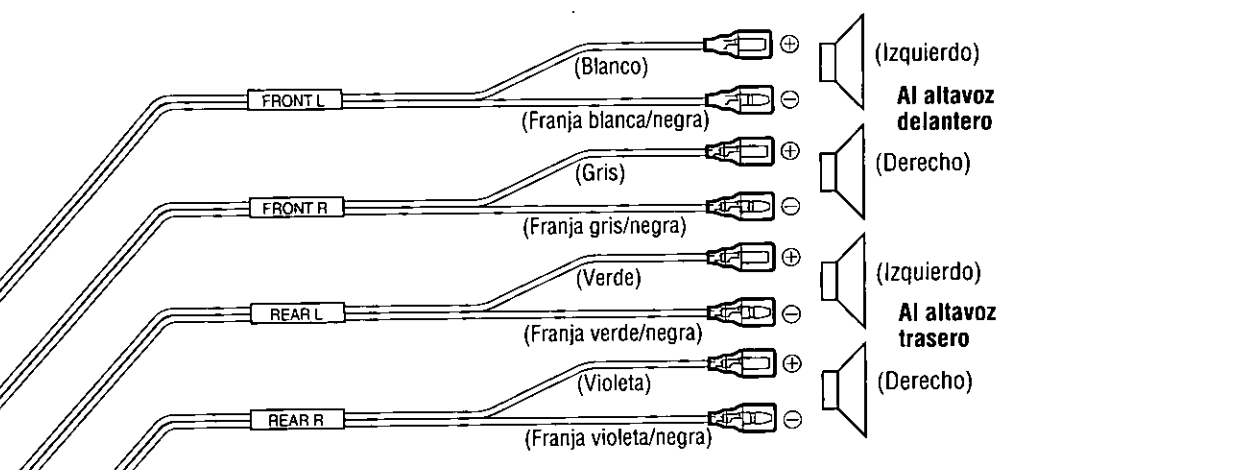 (Blanco)
⊕
(Izquierdo)
FRONT L
⊖
Al altavoz
delantero
(Franja blanca/negra)
⊕
(Gris)
(Derecho)
FRONT R
⊖
(Franja gris/negra)
⊕
(Verde)
(Izquierdo)
REAR L
⊖
Al altavoz
trasero
(Franja verde/negra)
⊕
(Violeta)
(Derecho)
REAR R
⊖
(Franja violeta/negra)